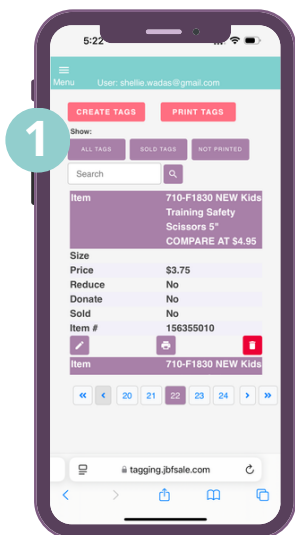 5:22
Menu
User: shellie.wadas@gmail.com
CREATE TAGS
PRINT TAGS
1
Show:
ALL TAGS
SOLD TAGS
NOT PRINTED
Search
Item 710-F1830 NEW Kids
Training Safety
Scissors 5"
COMPARE AT $4.95
Size
Price $3.75
Reduce No
Donate No
Sold No
Item # 156355010
Item 710-F1830 NEW Kids
« ‹ 20 21 22 23 24 › »
tagging.jbfsale.com